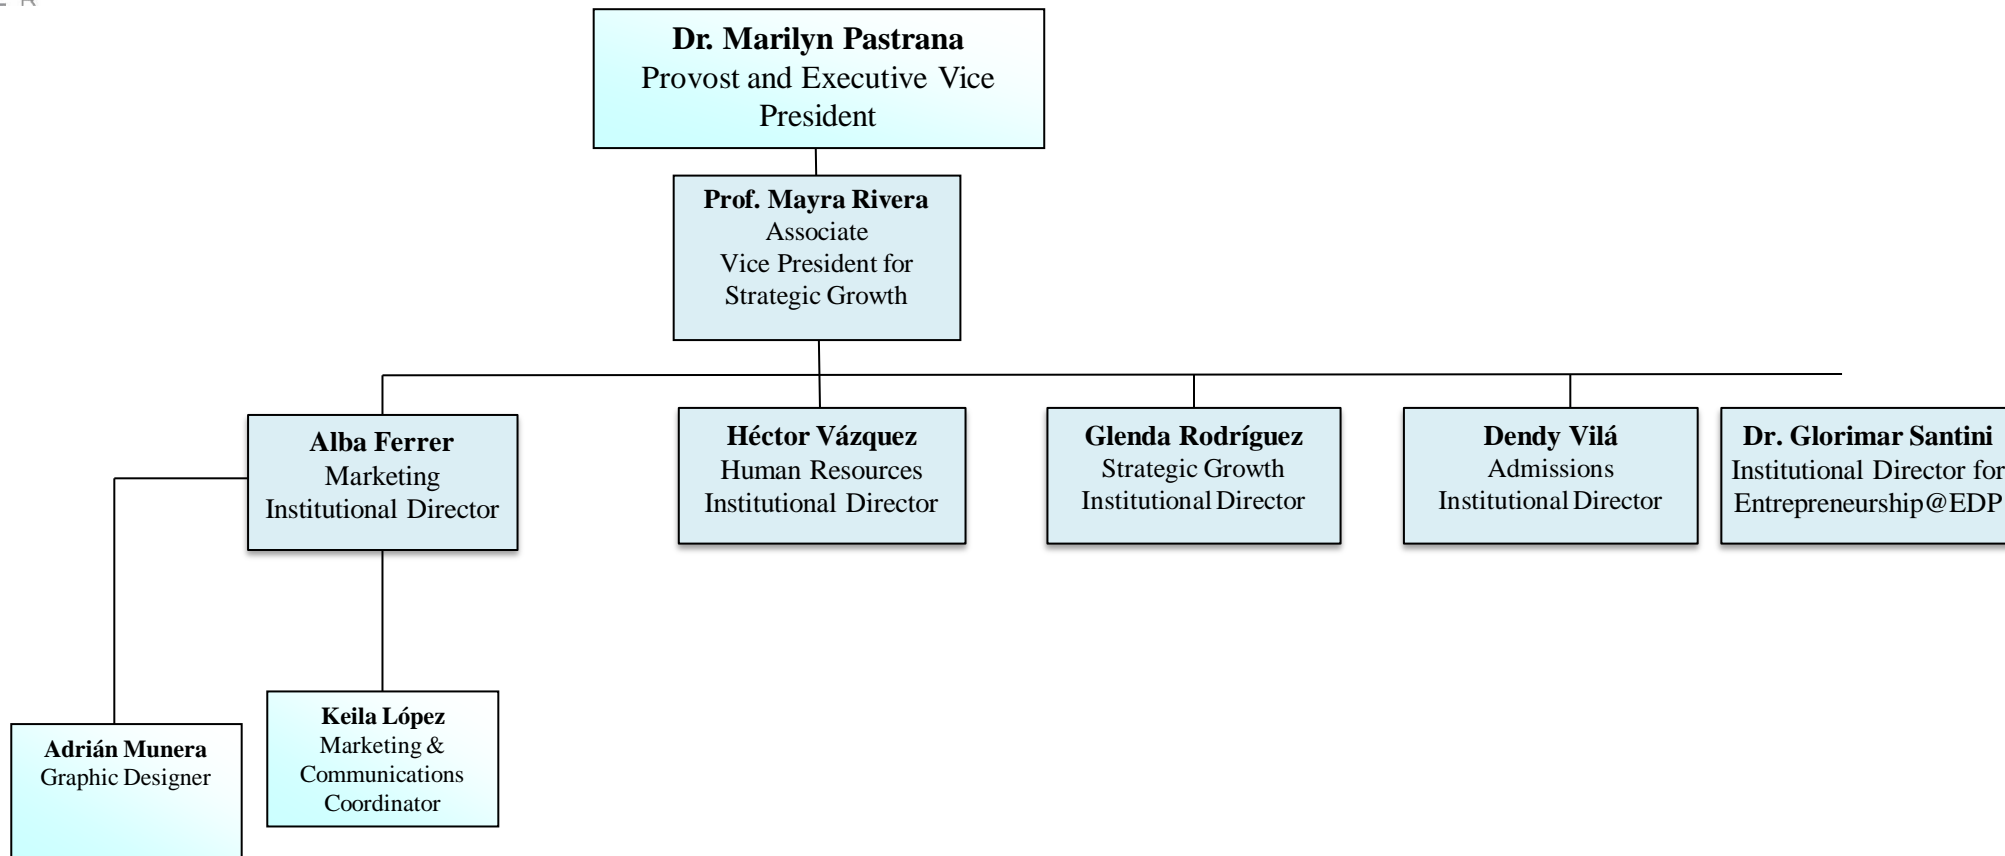 Dr. Marilyn Pastrana
Provost and Executive Vice
President
Prof. Mayra Rivera
Associate
Vice President for
Strategic Growth
Alba Ferrer
Marketing
Institutional Director
Héctor Vázquez
Human Resources
Institutional Director
Glenda Rodríguez
Strategic Growth
Institutional Director
Dendy Vilá
Admissions
Institutional Director
Dr. Glorimar Santini
Institutional Director for
Entrepreneurship@EDP
Adrián Munera
Graphic Designer
Keila López
Marketing &
Communications
Coordinator